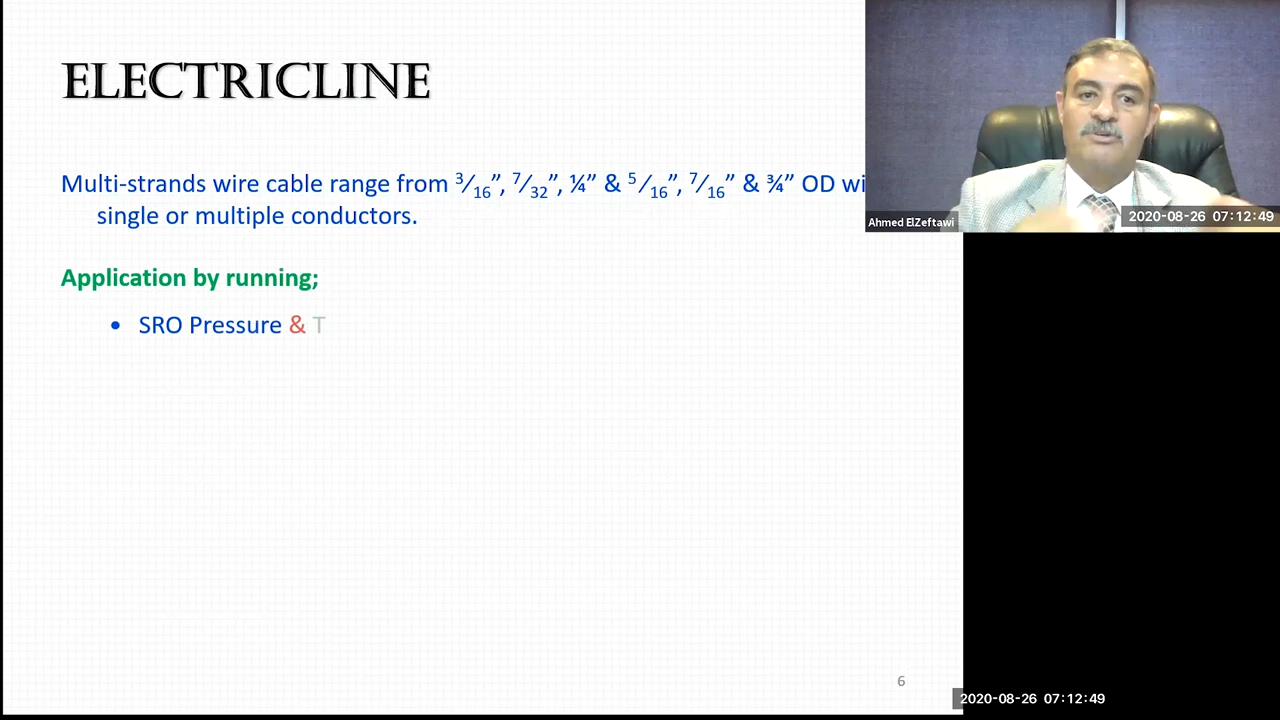 ELECTRICLINE
Multi-strands wire cable range from 3⁄16”, 7⁄32”, ¼” & 5⁄16”, 7⁄16” & ¾” OD wi
single or multiple conductors.
Application by running;
• SRO Pressure & T
6
Ahmed ElZeftawi
2020-08-26 07:12:49
2020-08-26 07:12:49